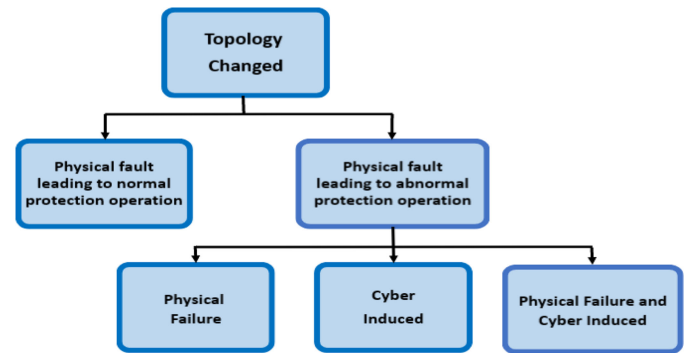 Topology
Changed
Physical fault
leading to normal
protection operation
Physical fault
leading to abnormal
protection operation
Physical
Failure
Cyber
Induced
Physical Failure and
Cyber Induced